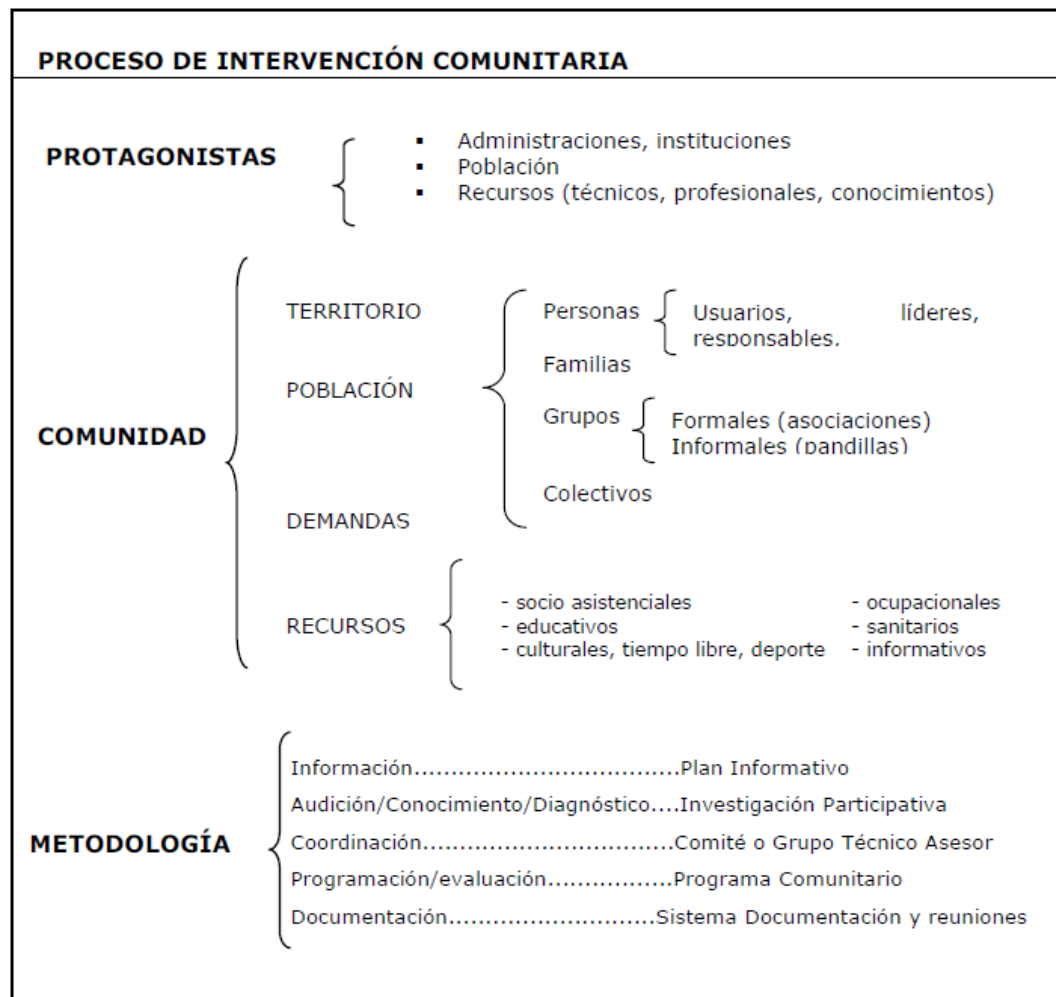 PROCESO DE INTERVENCIÓN COMUNITARIA
PROTAGONISTAS
▪ Administraciones, instituciones
▪ Población
▪ Recursos (técnicos, profesionales, conocimientos)
COMUNIDAD
TERRITORIO
POBLACIÓN
Personas
Usuarios, líderes,
responsables.
Familias
Grupos
Formales (asociaciones)
Informales (pandillas)
Colectivos
DEMANDAS
RECURSOS
- socio asistenciales
- educativos
- culturales, tiempo libre, deporte
- ocupacionales
- sanitarios
- informativos
METODOLOGÍA
Información....................................Plan Informativo
Audición/Conocimiento/Diagnóstico....Investigación Participativa
Coordinación..................................Comité o Grupo Técnico Asesor
Programación/evaluación.................Programa Comunitario
Documentación............................Sistema Documentación y reuniones